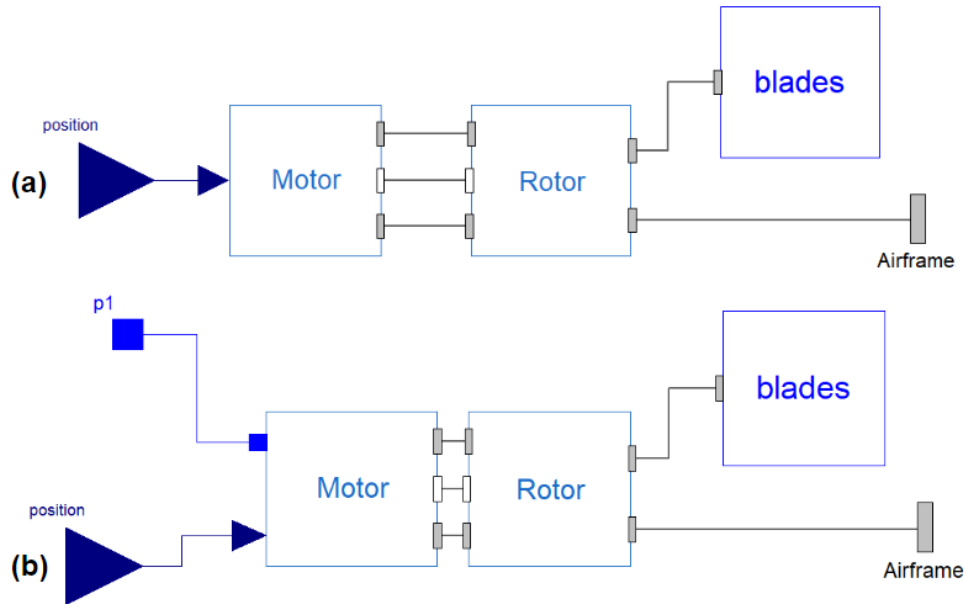 blades
position
(a)
Motor
Rotor
Airframe
p1
blades
Motor
Rotor
position
(b)
Airframe